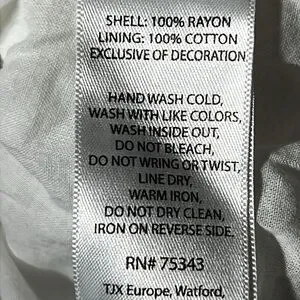 SHELL: 100% RAYON
LINING: 100% COTTON
EXCLUSIVE OF DECORATION
HAND WASH COLD,
WASH WITH LIKE COLORS,
WASH INSIDE OUT,
DO NOT BLEACH,
DO NOT WRING OR TWIST,
LINE DRY,
WARM IRON,
DO NOT DRY CLEAN,
IRON ON REVERSE SIDE.
RN# 75343
TJX Europe, Watford,